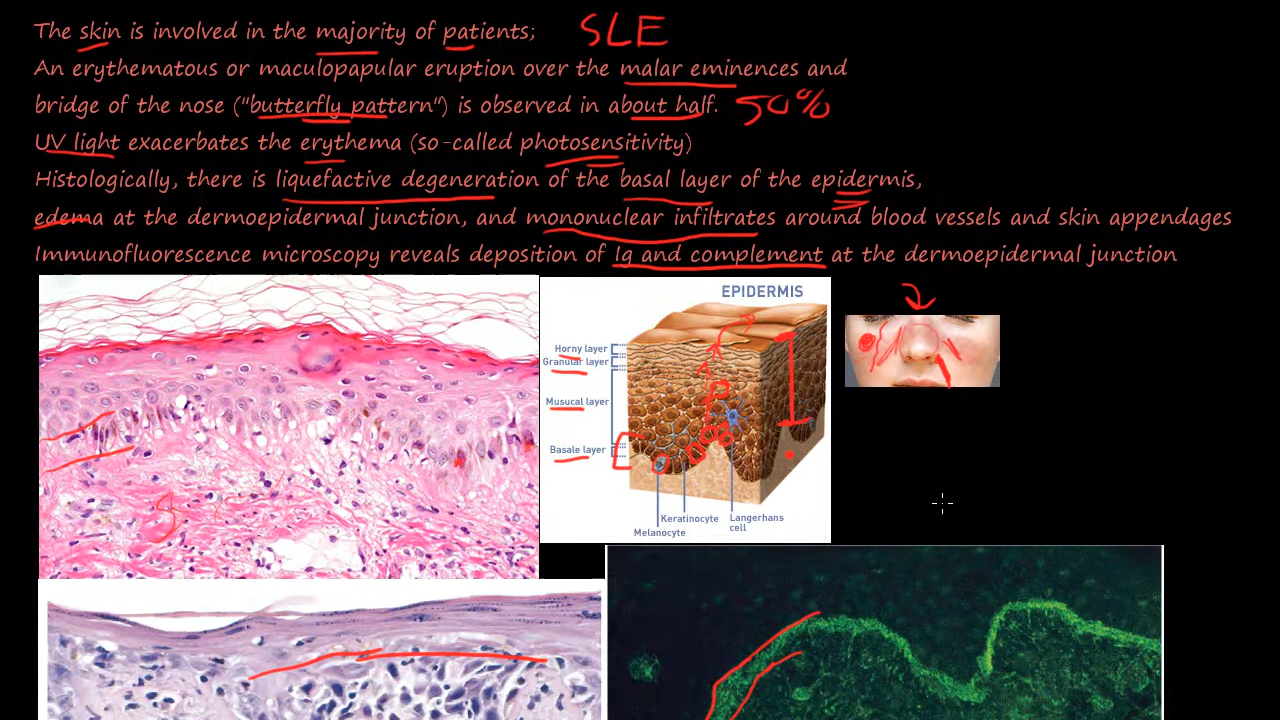 The skin is involved in the majority of patients; SLE
An erythematous or maculopapular eruption over the malar eminences and
bridge of the nose ("butterfly pattern") is observed in about half. 50%
UV light exacerbates the erythema (so-called photosensitivity)
Histologically, there is liquefactive degeneration of the basal layer of the epidermis,
edema at the dermoepidermal junction, and mononuclear infiltrates around blood vessels and skin appendages
Immunofluorescence microscopy reveals deposition of Ig and complement at the dermoepidermal junction
EPIDERMIS
Horny layer
Granular layer
Musucal layer
Basale layer
Keratinocyte
Langerhans
cell
Melanocyte